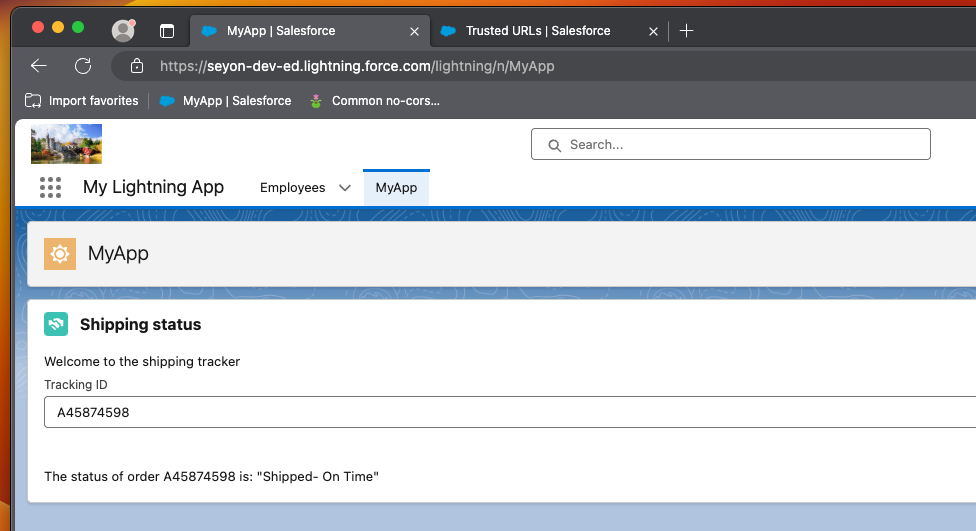 MyApp | Salesforce
Trusted URLs | Salesforce
https://seyon-dev-ed.lightning.force.com/lightning/n/MyApp
Import favorites
MyApp | Salesforce
Common no-cors...
Search...
My Lightning App
Employees
MyApp
MyApp
Shipping status
Welcome to the shipping tracker
Tracking ID
A45874598
The status of order A45874598 is: "Shipped- On Time"